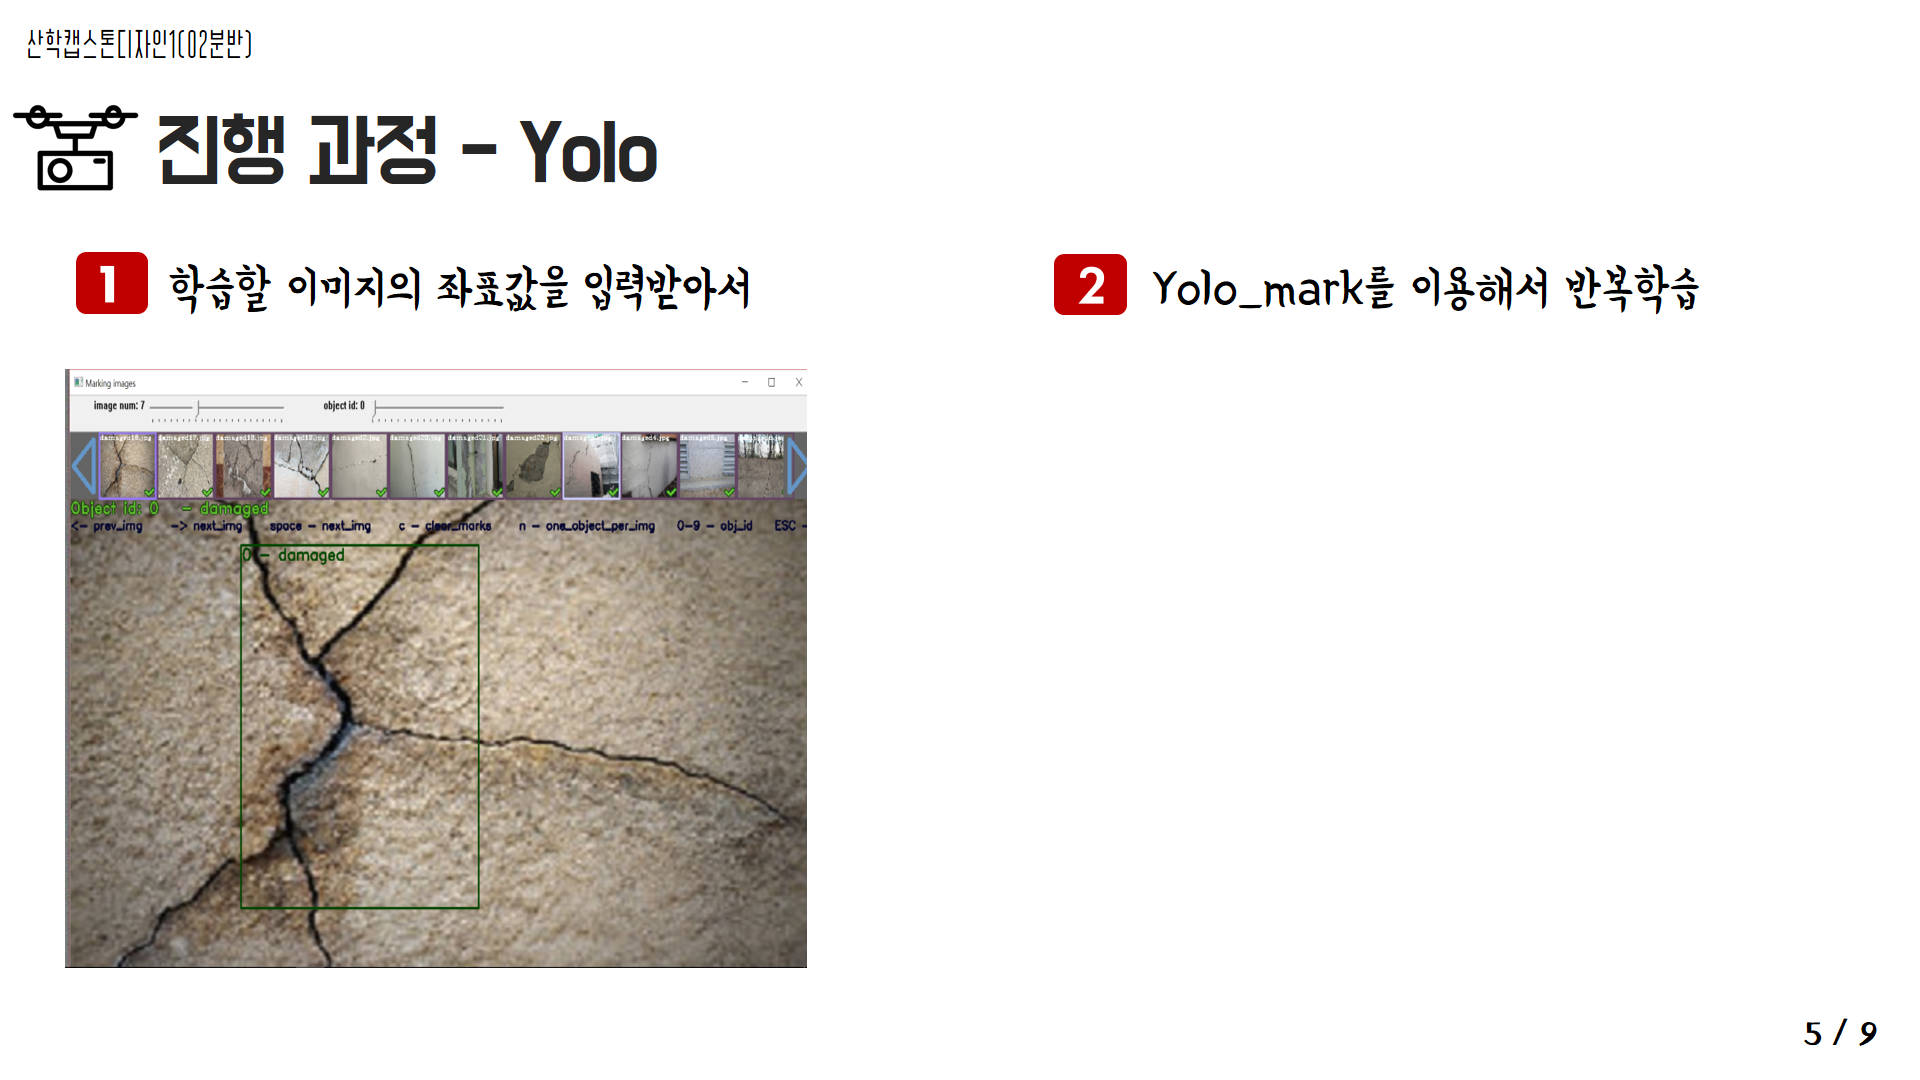 산학캡스톤디자인1(02분반)
진행 과정 - Yolo
1 학습할 이미지의 좌표값을 입력받아서
2 Yolo_mark를 이용해서 반복학습
Marking images
image num: 7 object id: 0
Object id: 0 - damaged
<- prev_img -> next_img space - next_img c - clear_marks n - one_object_per_img 0-9 - obj_id ESC -
0 - damaged
5 / 9